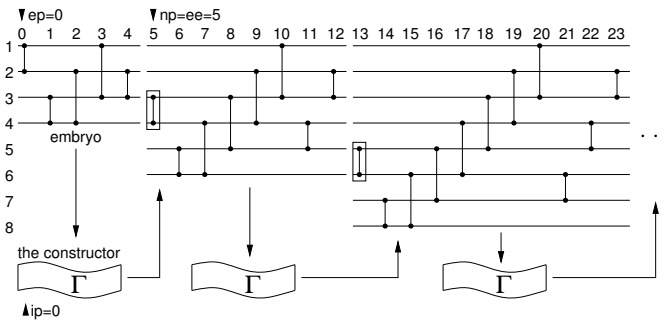 ep=0 np=ee=5
0 1 2 3 4 5 6 7 8 9 10 11 12 13 14 15 16 17 18 19 20 21 22 23
1
2
3
4
embryo
. .
5
6
7
8
the constructor
Γ Γ Γ
ip=0